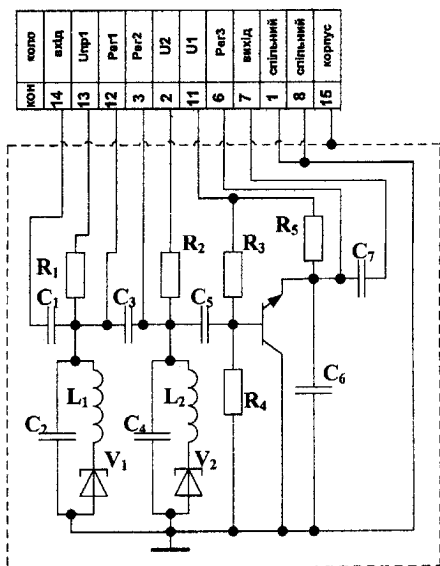 кон коло
14 вхід
13 Uпр1
12 Рег1
3 Рег2
2 U2
11 U1
6 Рег3
7 вихід
1 спільний
8 спільний
15 корпус
R1
R2
R3
R5
C7
C1
C3
C5
L1
L2
R4
C6
C2
C4
V1
V2